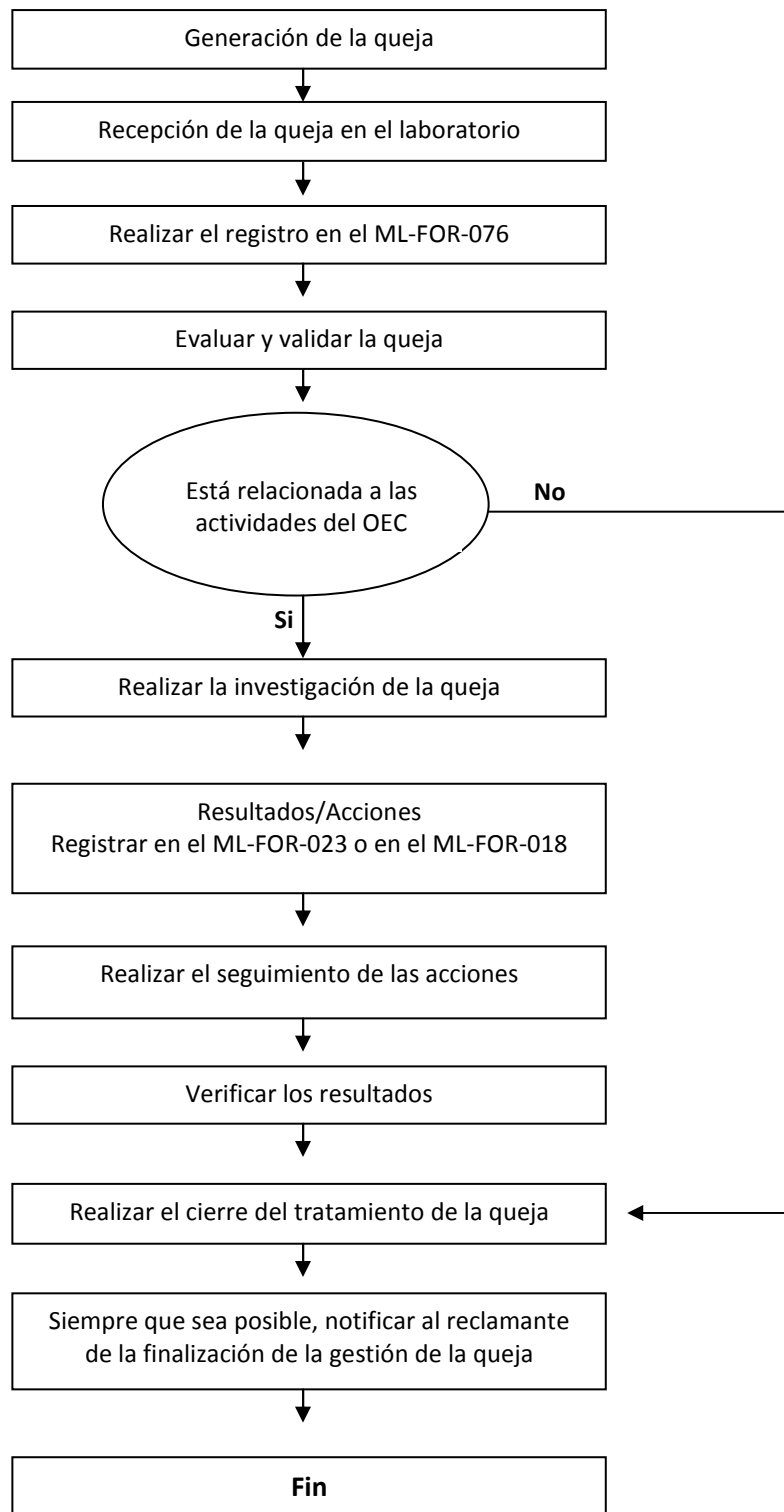 Generación de la queja
Recepción de la queja en el laboratorio
Realizar el registro en el ML-FOR-076
Evaluar y validar la queja
Está relacionada a las
actividades del OEC
No
Si
Realizar la investigación de la queja
Resultados/Acciones
Registrar en el ML-FOR-023 o en el ML-FOR-018
Realizar el seguimiento de las acciones
Verificar los resultados
Realizar el cierre del tratamiento de la queja
Siempre que sea posible, notificar al reclamante
de la finalización de la gestión de la queja
Fin